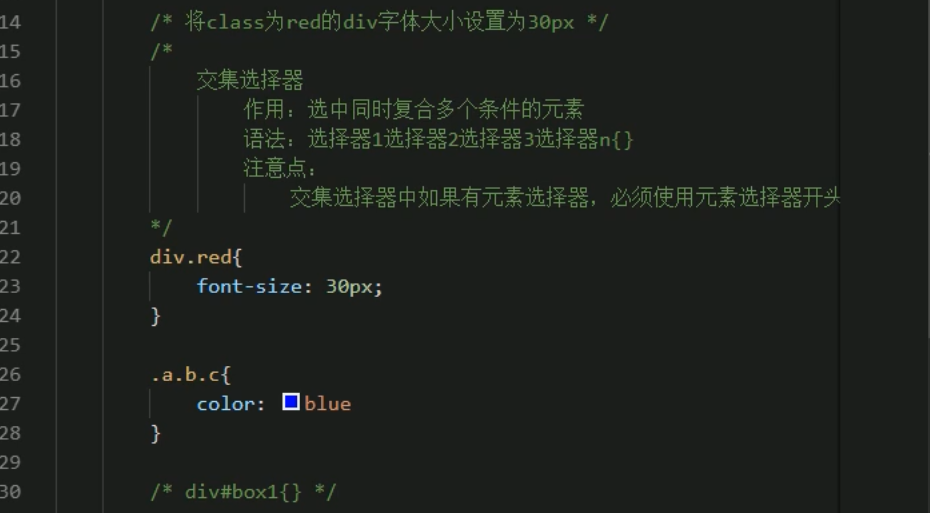 14 /* 将class为red的div字体大小设置为30px */
15 /*
16 交集选择器
17 作用：选中同时复合多个条件的元素
18 语法：选择器1选择器2选择器3选择器n{}
19 注意点：
20 交集选择器中如果有元素选择器，必须使用元素选择器开头
21 */
22 div.red{
23 font-size: 30px;
24 }
25
26 .a.b.c{
27 color: blue
28 }
29
30 /* div#box1{} */